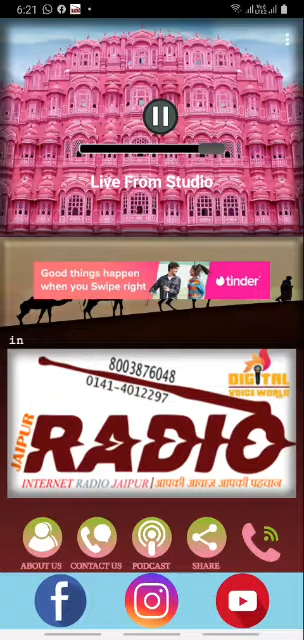 6:21
Live From Studio
Good things happen
when you Swipe right
tinder
in
8003876048
0141-4012297
DIGITAL
VOICE WORLD
JAIPUR
RADIO
INTERNET RADIO JAIPUR|आपकी आवाज़ आपकी पहचान
ABOUT US CONTACT US PODCAST SHARE